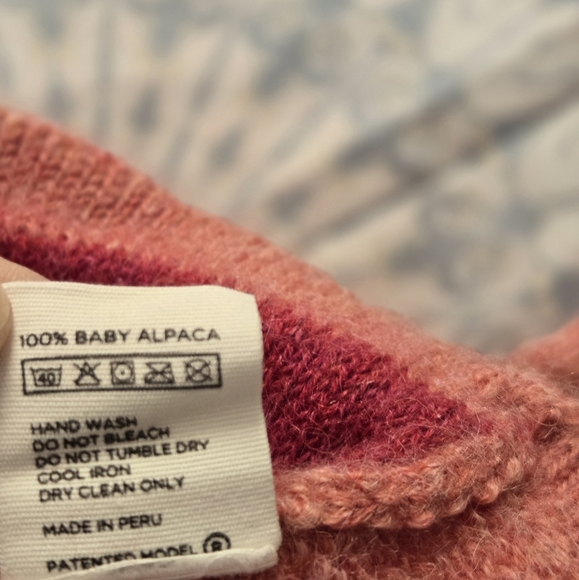 100% BABY ALPACA
40
HAND WASH
DO NOT BLEACH
DO NOT TUMBLE DRY
COOL IRON
DRY CLEAN ONLY
MADE IN PERU
PATENTED MODEL ®